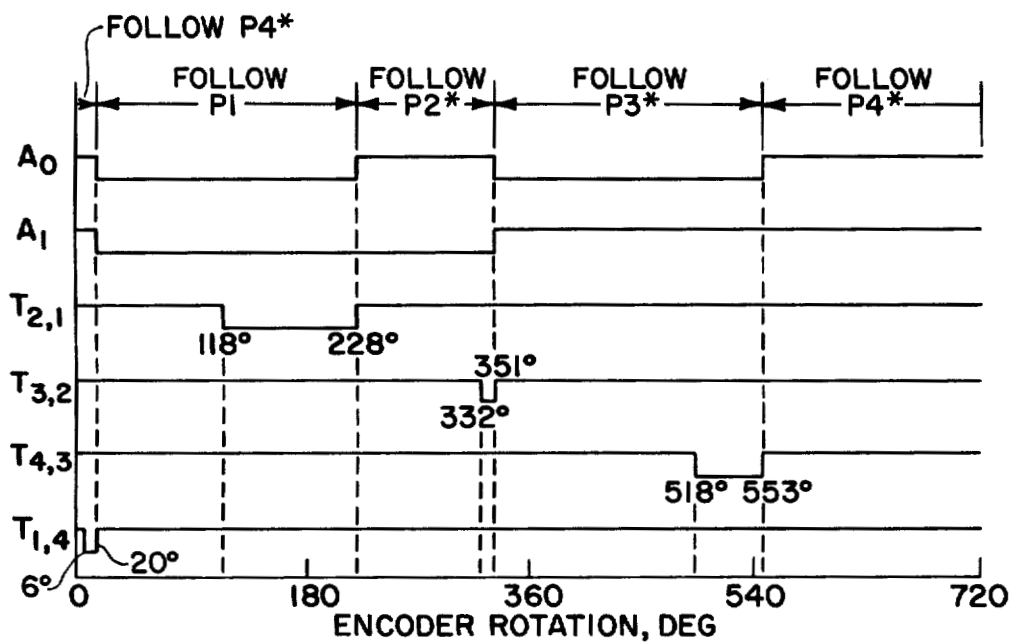 FOLLOW P4*
FOLLOW P1
FOLLOW P2*
FOLLOW P3*
FOLLOW P4*
A0
A1
T2,1
118° 228°
T3,2
351°
332°
T4,3
518° 553°
T1,4
6° 20°
0 180 360 540 720
ENCODER ROTATION, DEG